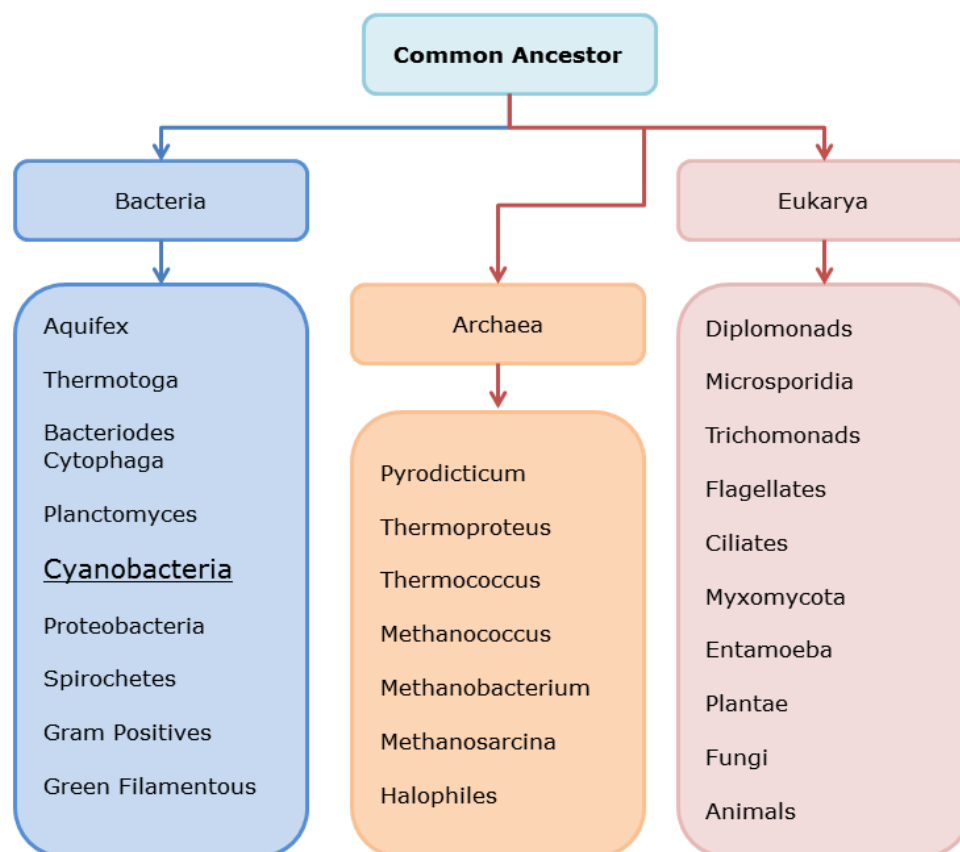 Common Ancestor
Bacteria
Aquifex
Thermotoga
Bacteriodes
Cytophaga
Planctomyces
Cyanobacteria
Proteobacteria
Spirochetes
Gram Positives
Green Filamentous
Archaea
Pyrodicticum
Thermoproteus
Thermococcus
Methanococcus
Methanobacterium
Methanosarcina
Halophiles
Eukarya
Diplomonads
Microsporidia
Trichomonads
Flagellates
Ciliates
Myxomycota
Entamoeba
Plantae
Fungi
Animals